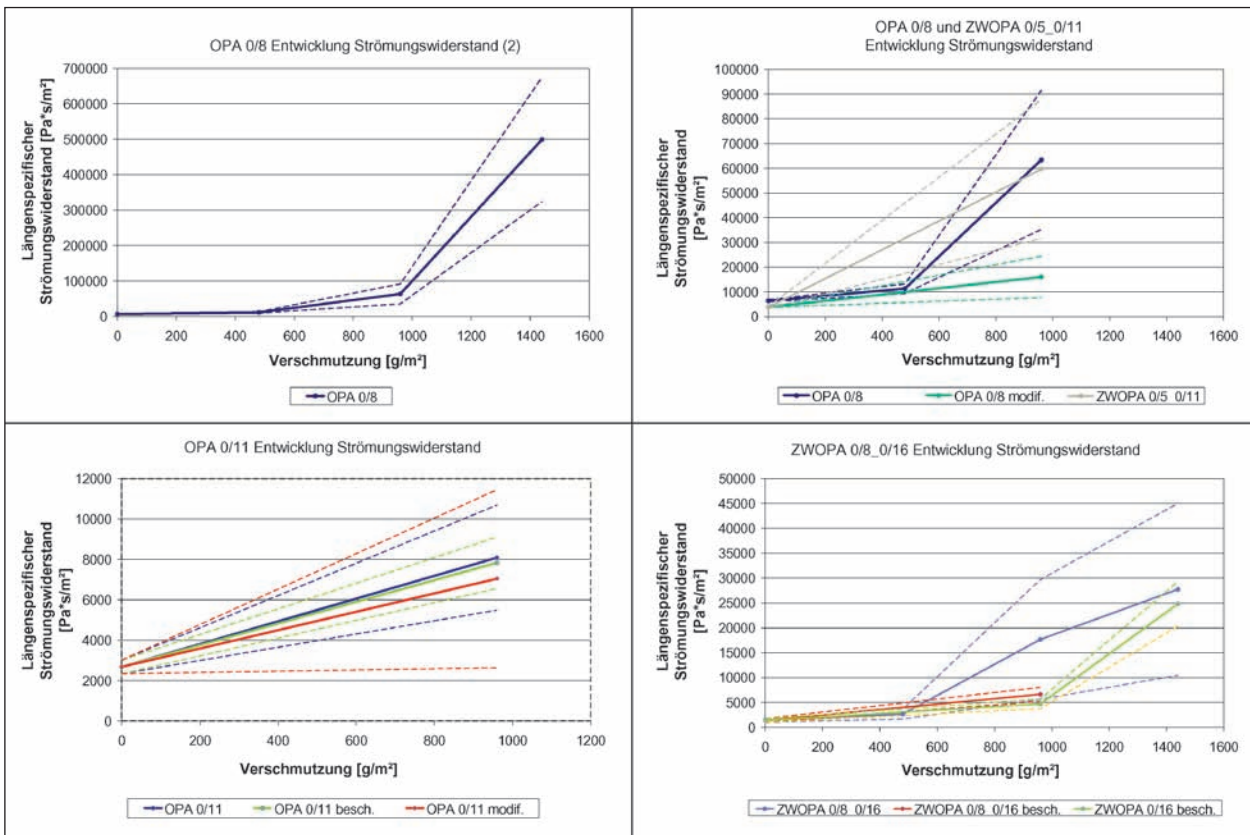 OPA 0/8 Entwicklung Strömungswiderstand (2)
Längenspezifischer
Strömungswiderstand [Pa*s/m²]
700000
600000
500000
400000
300000
200000
100000
0
0 200 400 600 800 1000 1200 1400 1600
Verschmutzung [g/m²]
OPA 0/8
OPA 0/8 und ZWOPA 0/5_0/11
Entwicklung Strömungswiderstand
Längenspezifischer
Strömungswiderstand
[Pa*s/m²]
100000
90000
80000
70000
60000
50000
40000
30000
20000
10000
0
0 200 400 600 800 1000 1200 1400 1600
Verschmutzung [g/m²]
OPA 0/8 OPA 0/8 modif. ZWOPA 0/5_0/11
OPA 0/11 Entwicklung Strömungswiderstand
Längenspezifischer
Strömungswiderstand
[Pa*s/m²]
12000
10000
8000
6000
4000
2000
0
0 200 400 600 800 1000 1200
Verschmutzung [g/m²]
OPA 0/11 OPA 0/11 besch. OPA 0/11 modif.
ZWOPA 0/8_0/16 Entwicklung Strömungswiderstand
Längenspezifischer
Strömungswiderstand
[Pa*s/m²]
50000
45000
40000
35000
30000
25000
20000
15000
10000
5000
0
0 200 400 600 800 1000 1200 1400 1600
Verschmutzung [g/m²]
ZWOPA 0/8_0/16 ZWOPA 0/8_0/16 besch. ZWOPA 0/16 besch.